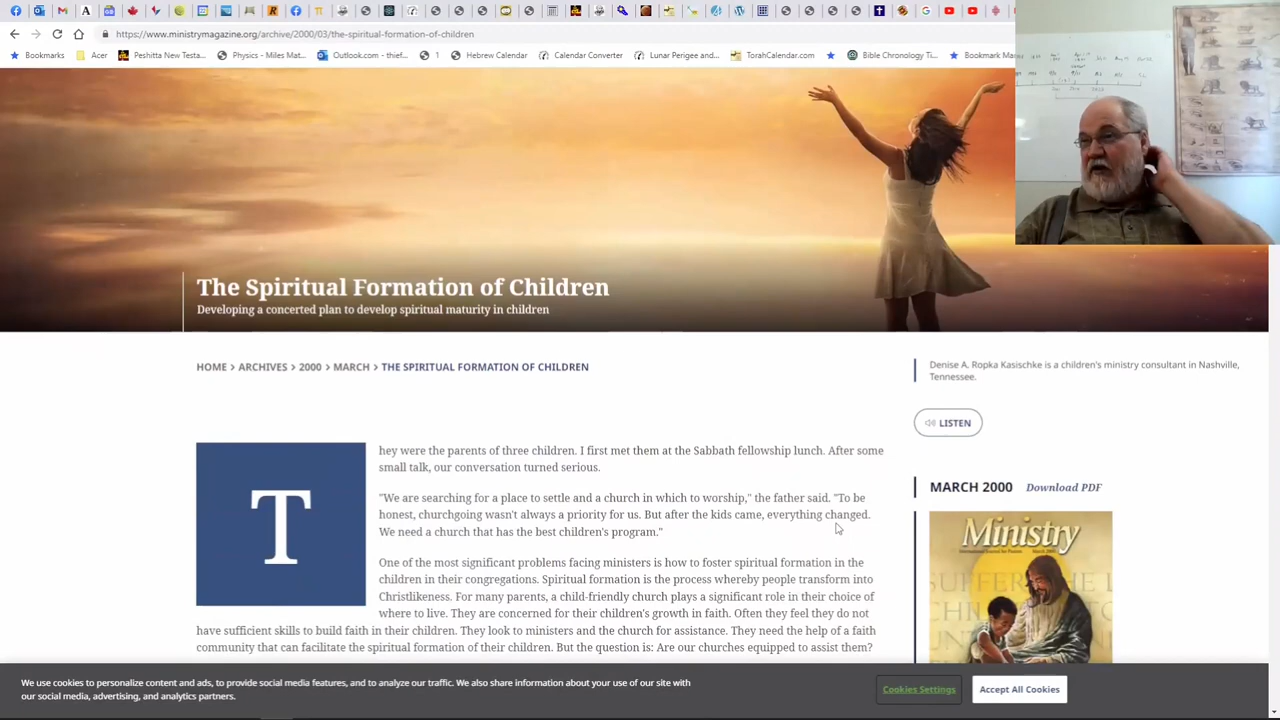 https://www.ministrymagazine.org/archive/2000/03/the-spiritual-formation-of-children
Bookmarks
Acer
Peshitta New Testa...
Physics - Miles Mat...
Outlook.com - thief...
1
Hebrew Calendar
Calendar Converter
Lunar Perigee and...
TorahCalendar.com
Bible Chronology Ti...
Bookmark Ma
The Spiritual Formation of Children
Developing a concerted plan to develop spiritual maturity in children
HOME > ARCHIVES > 2000 > MARCH > THE SPIRITUAL FORMATION OF CHILDREN
T
hey were the parents of three children. I first met them at the Sabbath fellowship lunch. After some
small talk, our conversation turned serious.
"We are searching for a place to settle and a church in which to worship," the father said. "To be
honest, churchgoing wasn't always a priority for us. But after the kids came, everything changed.
We need a church that has the best children's program."
One of the most significant problems facing ministers is how to foster spiritual formation in the
children in their congregations. Spiritual formation is the process whereby people transform into
Christlikeness. For many parents, a child-friendly church plays a significant role in their choice of
where to live. They are concerned for their children's growth in faith. Often they feel they do not
have sufficient skills to build faith in their children. They look to ministers and the church for assistance. They need the help of a faith
community that can facilitate the spiritual formation of their children. But the question is: Are our churches equipped to assist them?
Denise A. Ropka Kasischke is a children's ministry consultant in Nashville,
Tennessee.
LISTEN
MARCH 2000 Download PDF
Ministry
International Journal for Pastors
SUFFER THE
We use cookies to personalize content and ads, to provide social media features, and to analyze our traffic. We also share information about your use of our site with
our social media, advertising, and analytics partners.
Cookies Settings
Accept All Cookies